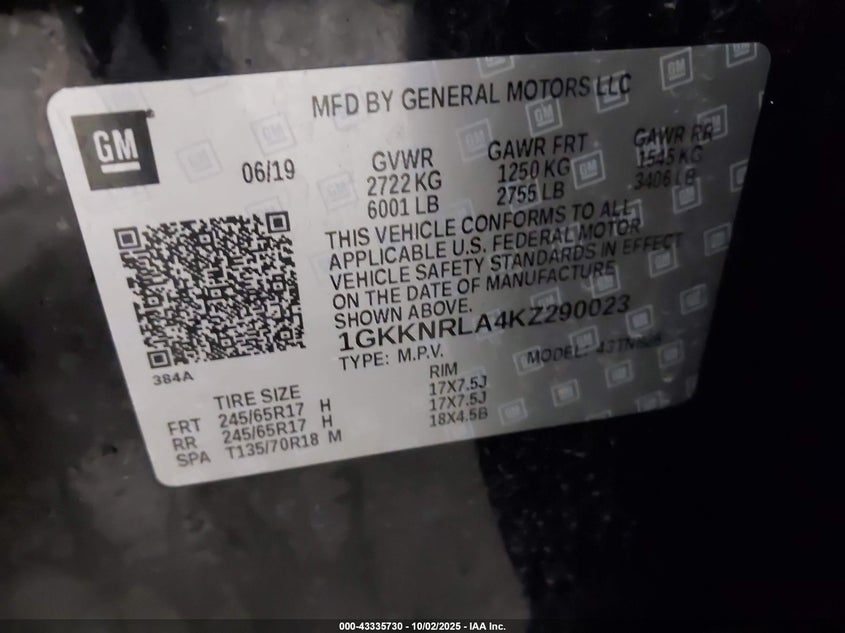 GM
MFD BY GENERAL MOTORS LLC
06/19
GVWR
2722 KG
6001 LB
GAWR FRT
1250 KG
2755 LB
GAWR RR
1545 KG
3406 LB
THIS VEHICLE CONFORMS TO ALL
APPLICABLE U.S. FEDERAL MOTOR
VEHICLE SAFETY STANDARDS IN EFFECT
ON THE DATE OF MANUFACTURE
SHOWN ABOVE.
1GKKNRLA4KZ290023
TYPE: M.P.V.
MODEL:
384A
TIRE SIZE
RIM
FRT 245/65R17 H 17X7.5J
RR 245/65R17 H 17X7.5J
SPA T135/70R18 M 18X4.5B
000-43335730 - 10/02/2025 - IAA Inc.